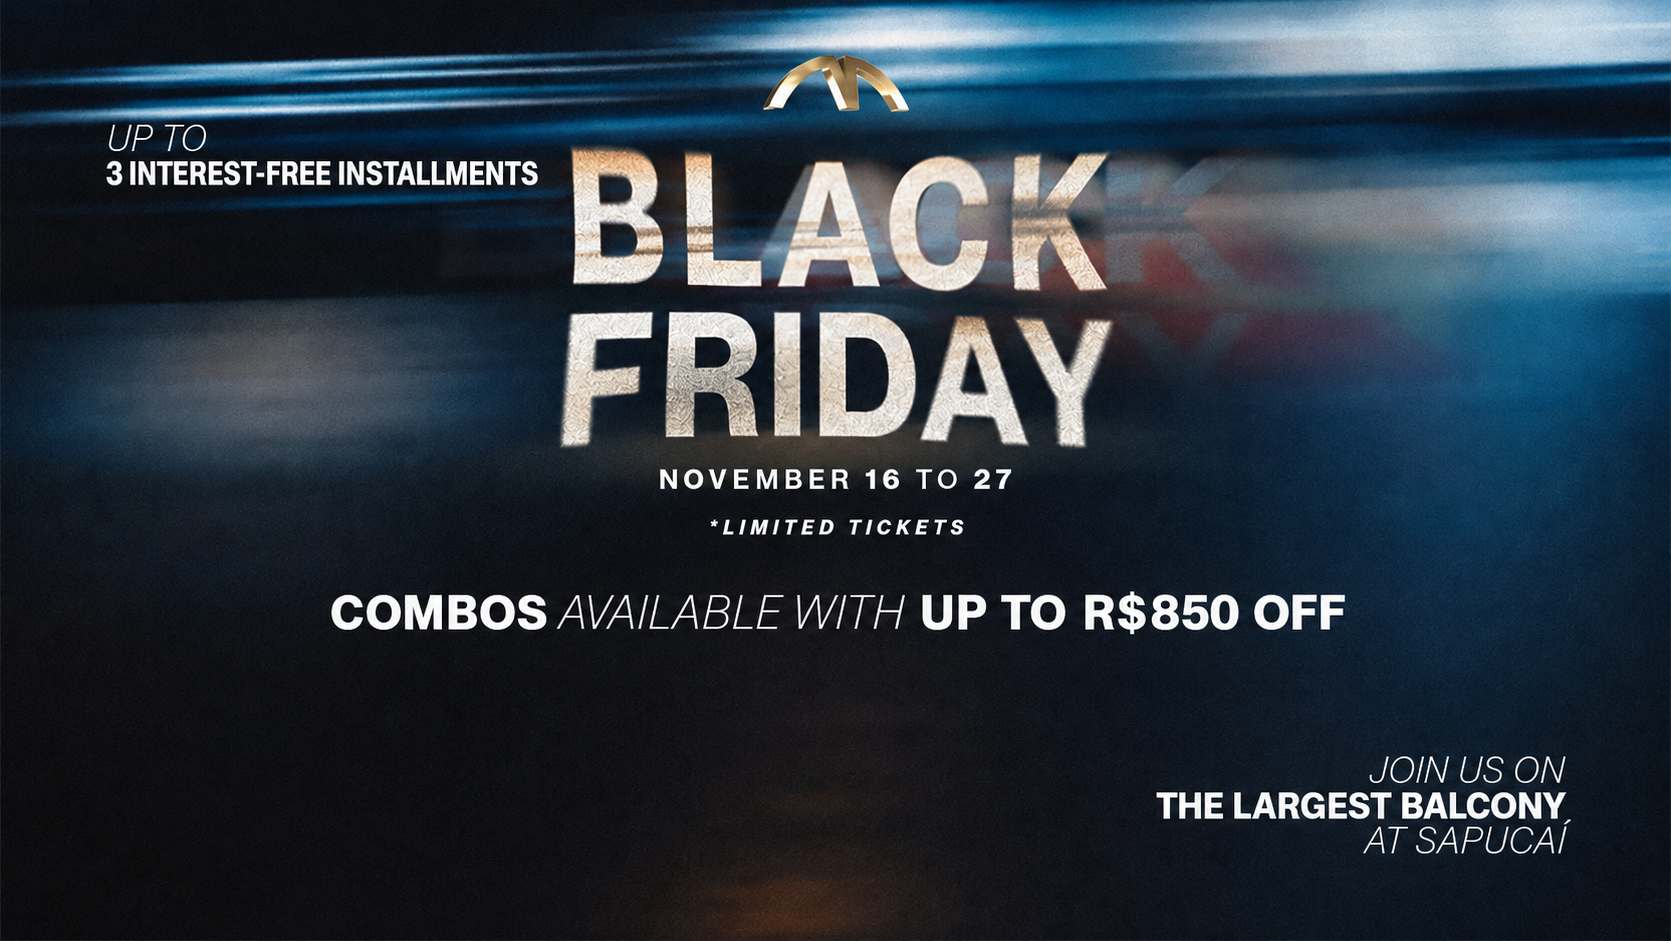 UP TO
3 INTEREST-FREE INSTALLMENTS
BLACK
FRIDAY
NOVEMBER 16 TO 27
*LIMITED TICKETS
COMBOS AVAILABLE WITH UP TO R$850 OFF
JOIN US ON
THE LARGEST BALCONY
AT SAPUCAÍ